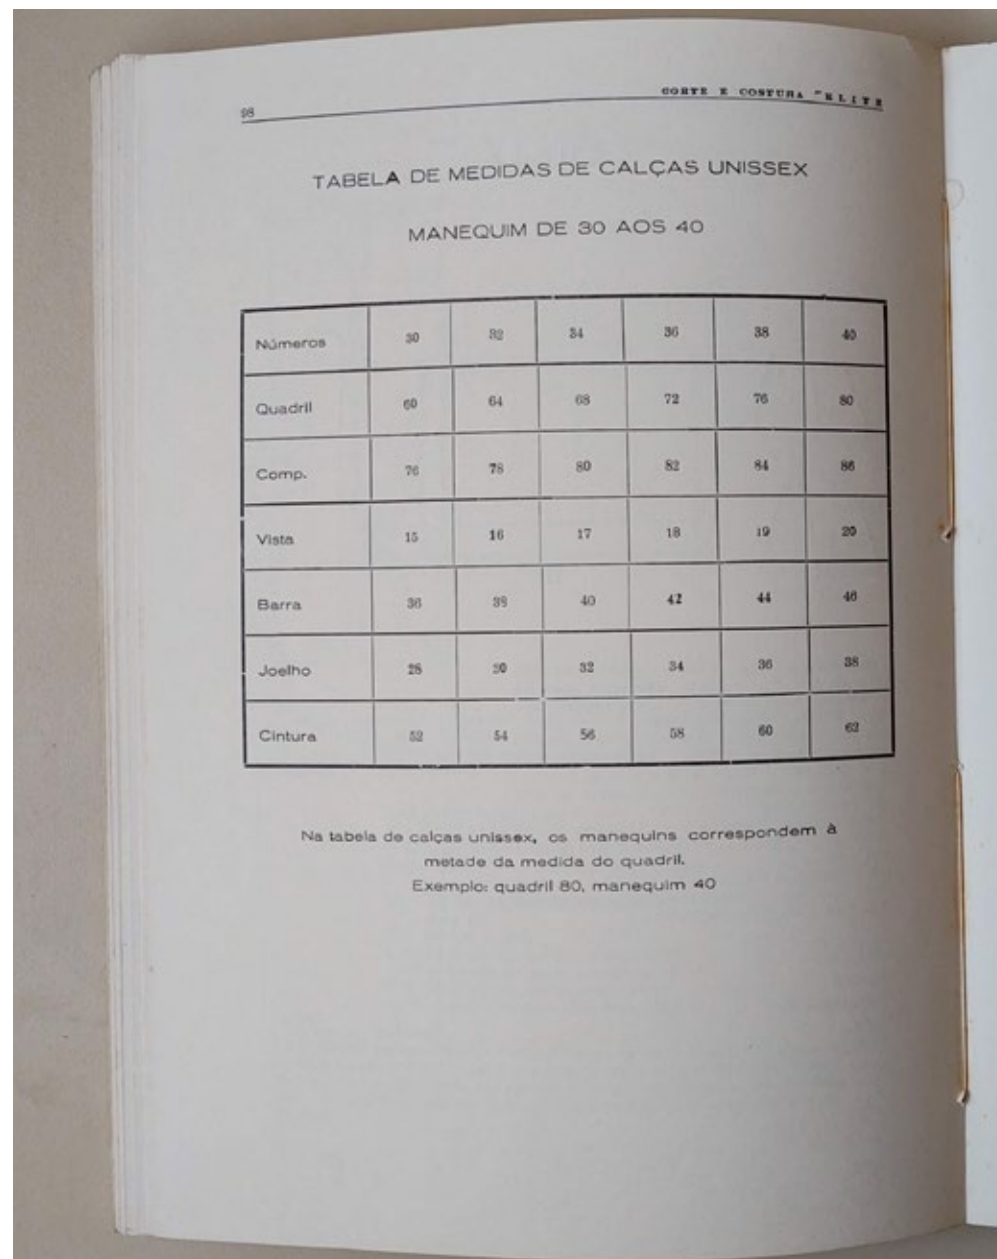 98 CORTE E COSTURA "ELITE
TABELA DE MEDIDAS DE CALÇAS UNISSEX
MANEQUIM DE 30 AOS 40
Números 30 32 34 36 38 40
Quadril 60 64 68 72 76 80
Comp. 76 78 80 82 84 86
Vista 15 16 17 18 19 20
Barra 36 38 40 42 44 46
Joelho 28 30 32 34 36 38
Cintura 52 54 56 58 60 62
Na tabela de calças unissex, os manequins correspondem à
metade da medida do quadril.
Exemplo: quadril 80, manequim 40